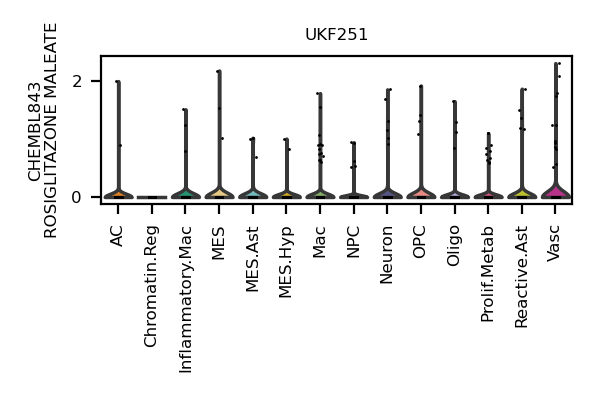 UKF251
CHEMBL843
ROSIGLITAZONE MALEATE
2
0
AC
Chromatin.Reg
Inflammatory.Mac
MES
MES.Ast
MES.Hyp
Mac
NPC
Neuron
OPC
Oligo
Prolif.Metab
Reactive.Ast
Vasc